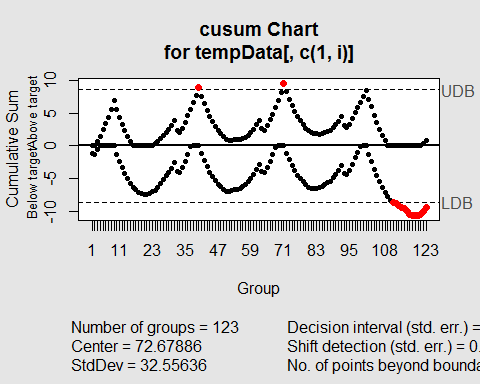 cusum Chart
for tempData[, c(1, i)]
Cumulative Sum
Below target
Above target
10
5
0
-5
-10
UDB
LDB
1 11 23 35 47 59 71 83 95 108 123
Group
Number of groups = 123
Center = 72.67886
StdDev = 32.55636
Decision interval (std. err.) =
Shift detection (std. err.) = 0.
No. of points beyond bounda